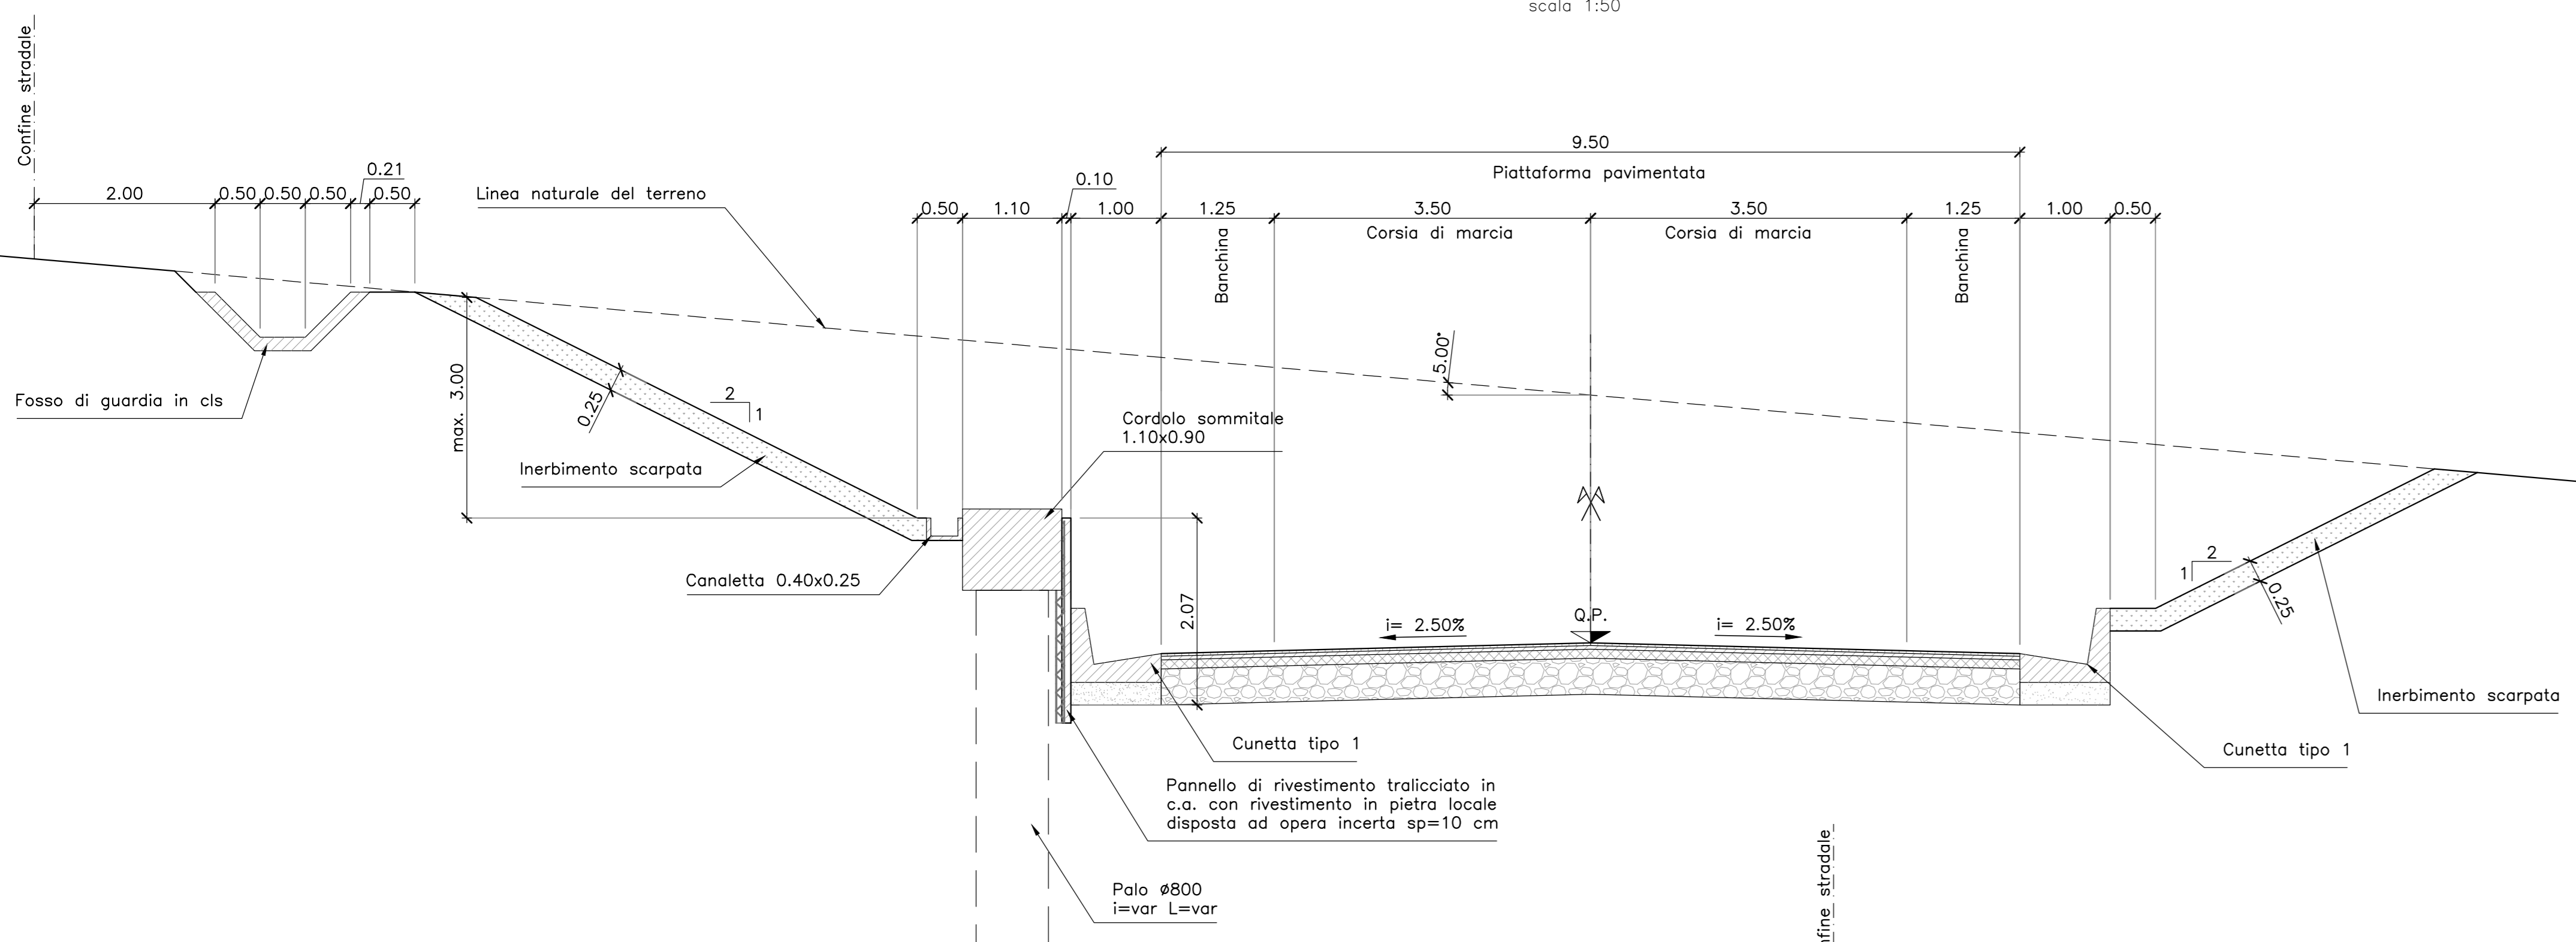 scala 1:50
Confine stradale
9.50
Piattaforma pavimentata
0.21
2.00
0.50
0.50
0.50
0.50
Linea naturale del terreno
0.10
0.50
1.10
1.00
1.25
3.50
3.50
1.25
1.00
0.50
Banchina
Corsia di marcia
Corsia di marcia
Banchina
5.00°
max. 3.00
Fosso di guardia in cls
0.25
2
1
Cordolo sommitale
1.10x0.90
Inerbimento scarpata
Canaletta 0.40x0.25
2.07
i= 2.50%
Q.P.
i= 2.50%
2
1
0.25
Inerbimento scarpata
Cunetta tipo 1
Cunetta tipo 1
Pannello di rivestimento tralicciato in
c.a. con rivestimento in pietra locale
disposta ad opera incerta sp=10 cm
Palo ø800
i=var L=var
nfine stradale